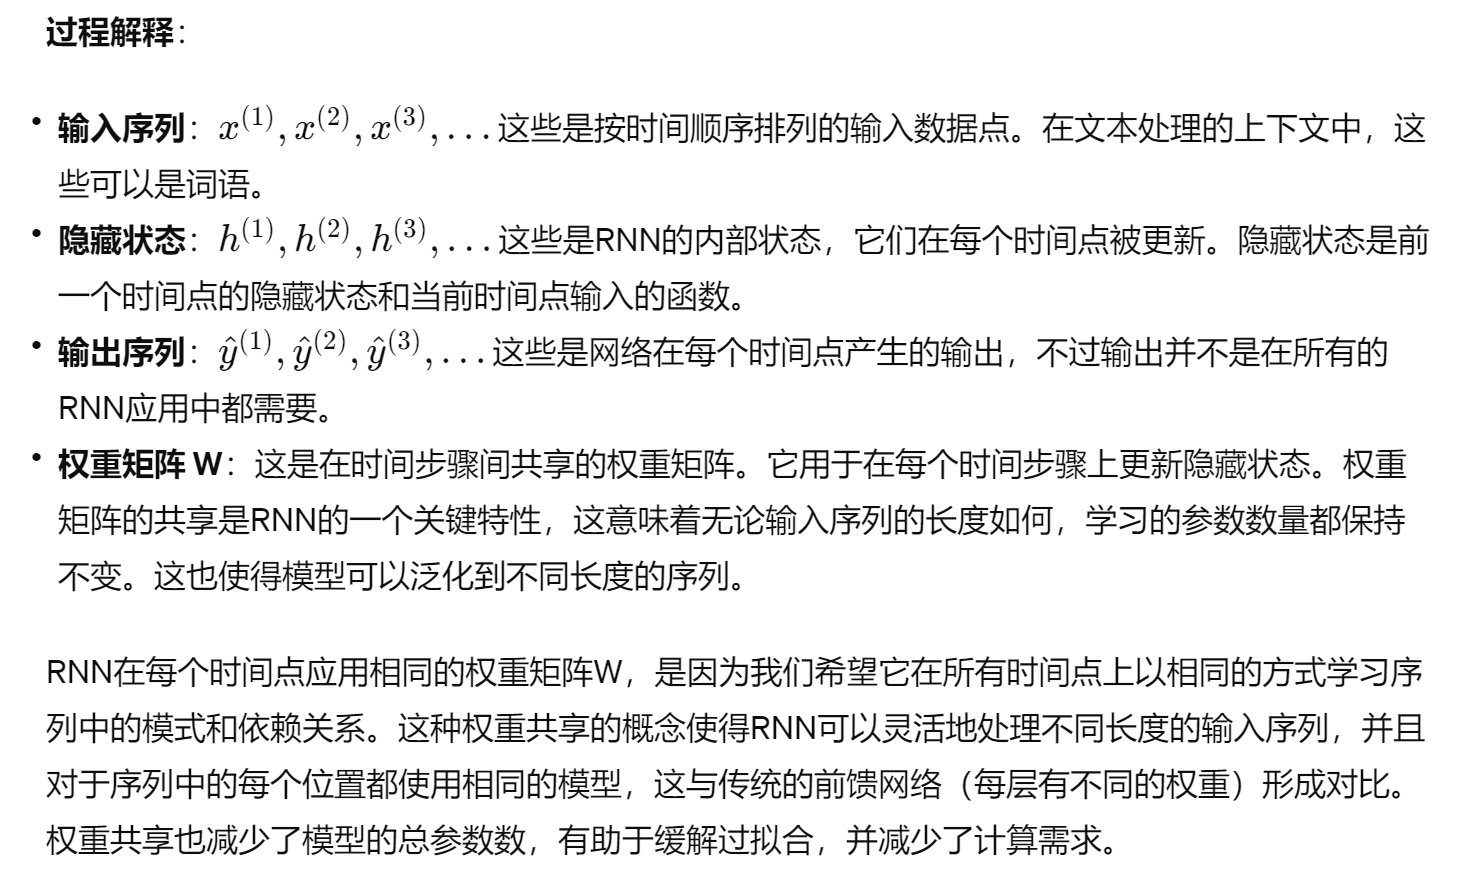 过程解释：
• 输入序列：x^(1), x^(2), x^(3), ... 这些是按时间顺序排列的输入数据点。在文本处理的上下文中，这
些可以是词语。
• 隐藏状态：h^(1), h^(2), h^(3), ... 这些是RNN的内部状态，它们在每个时间点被更新。隐藏状态是前
一个时间点的隐藏状态和当前时间点输入的函数。
• 输出序列：ŷ^(1), ŷ^(2), ŷ^(3), ... 这些是网络在每个时间点产生的输出，不过输出并不是在所有的
RNN应用中都需要。
• 权重矩阵 W：这是在时间步骤间共享的权重矩阵。它用于在每个时间步骤上更新隐藏状态。权重
矩阵的共享是RNN的一个关键特性，这意味着无论输入序列的长度如何，学习的参数数量都保持
不变。这也使得模型可以泛化到不同长度的序列。
RNN在每个时间点应用相同的权重矩阵W，是因为我们希望它在所有时间点上以相同的方式学习序
列中的模式和依赖关系。这种权重共享的概念使得RNN可以灵活地处理不同长度的输入序列，并且
对于序列中的每个位置都使用相同的模型，这与传统的前馈网络（每层有不同的权重）形成对比。
权重共享也减少了模型的总参数数，有助于缓解过拟合，并减少了计算需求。